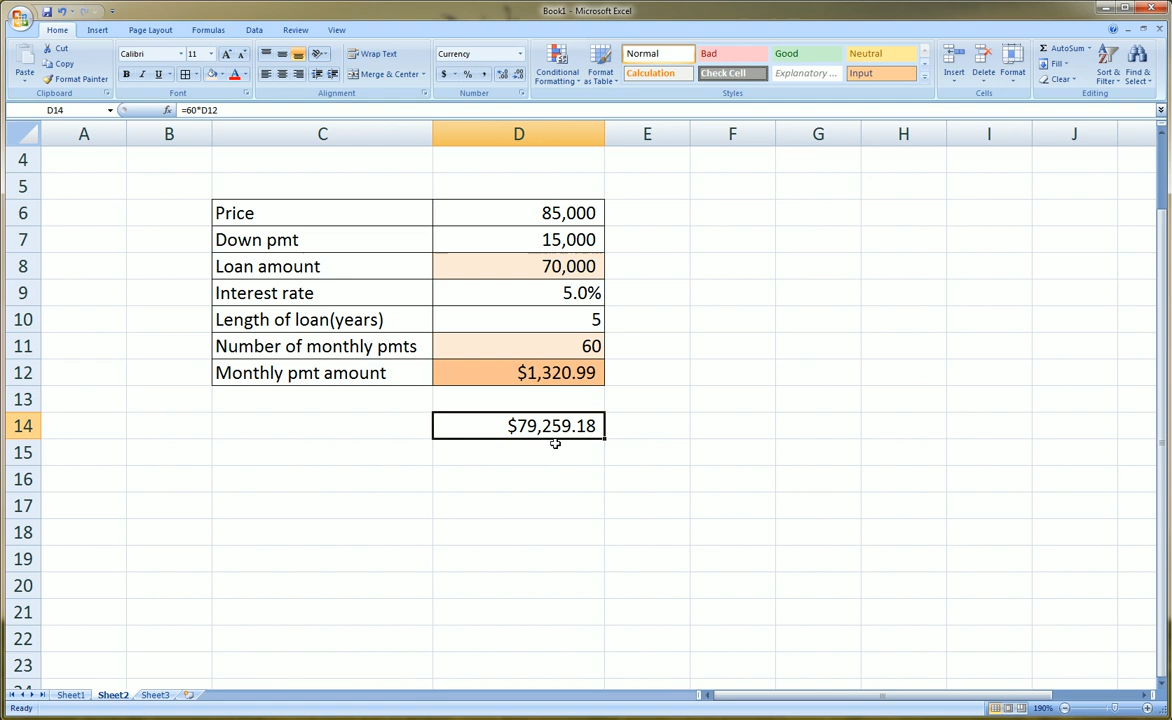 Book1 - Microsoft Excel
Home Insert Page Layout Formulas Data Review View
Cut
Copy
Format Painter
Paste
Clipboard
Calibri 11
B I U
Font
Wrap Text
Merge & Center
Alignment
Currency
$ % ,
Number
Conditional Formatting
Format as Table
Normal Bad Good Neutral
Calculation Check Cell Explanatory ... Input
Styles
Insert Delete Format
Cells
AutoSum
Fill
Clear
Sort & Filter
Find & Select
Editing
D14 fx =60*D12
A B C D E F G H I J
4
5
6 Price 85,000
7 Down pmt 15,000
8 Loan amount 70,000
9 Interest rate 5.0%
10 Length of loan(years) 5
11 Number of monthly pmts 60
12 Monthly pmt amount $1,320.99
13
14 $79,259.18
15
16
17
18
19
20
21
22
23
Sheet1 Sheet2 Sheet3
Ready 190%